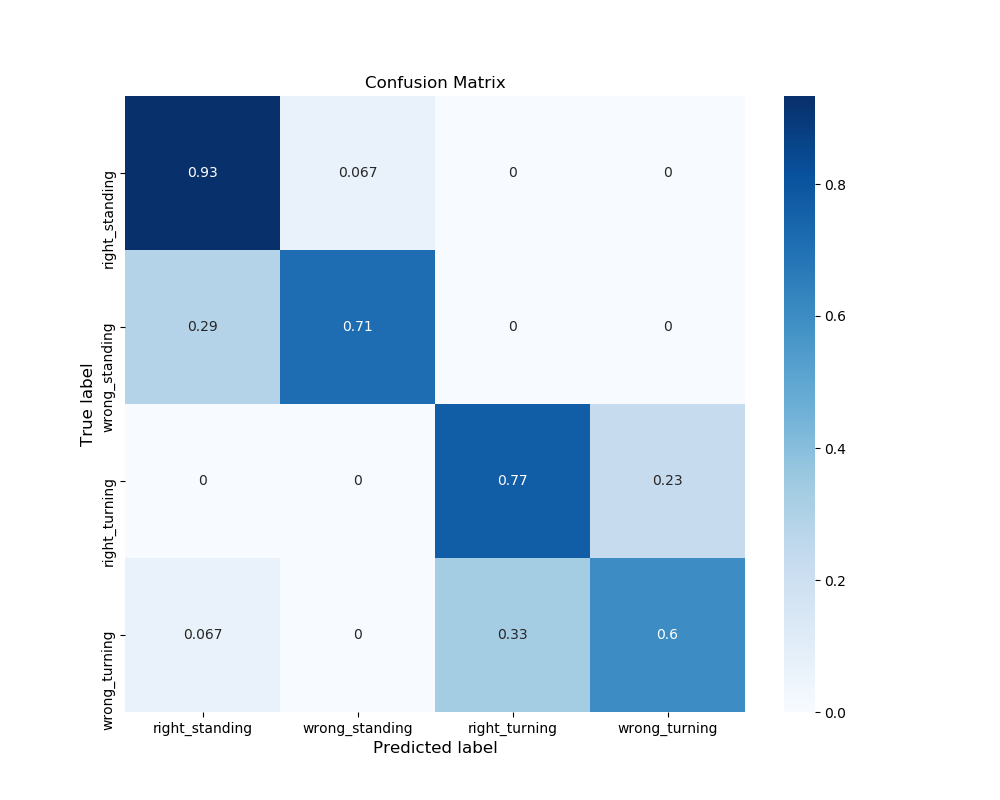 Confusion Matrix
True label
right_standing
0.93
0.067
0
0
wrong_standing
0.29
0.71
0
0
right_turning
0
0
0.77
0.23
wrong_turning
0.067
0
0.33
0.6
right_standing
wrong_standing
right_turning
wrong_turning
Predicted label
0.8
0.6
0.4
0.2
0.0